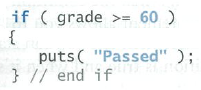 if ( grade >= 60 )
{
    puts( "Passed" );
} // end if